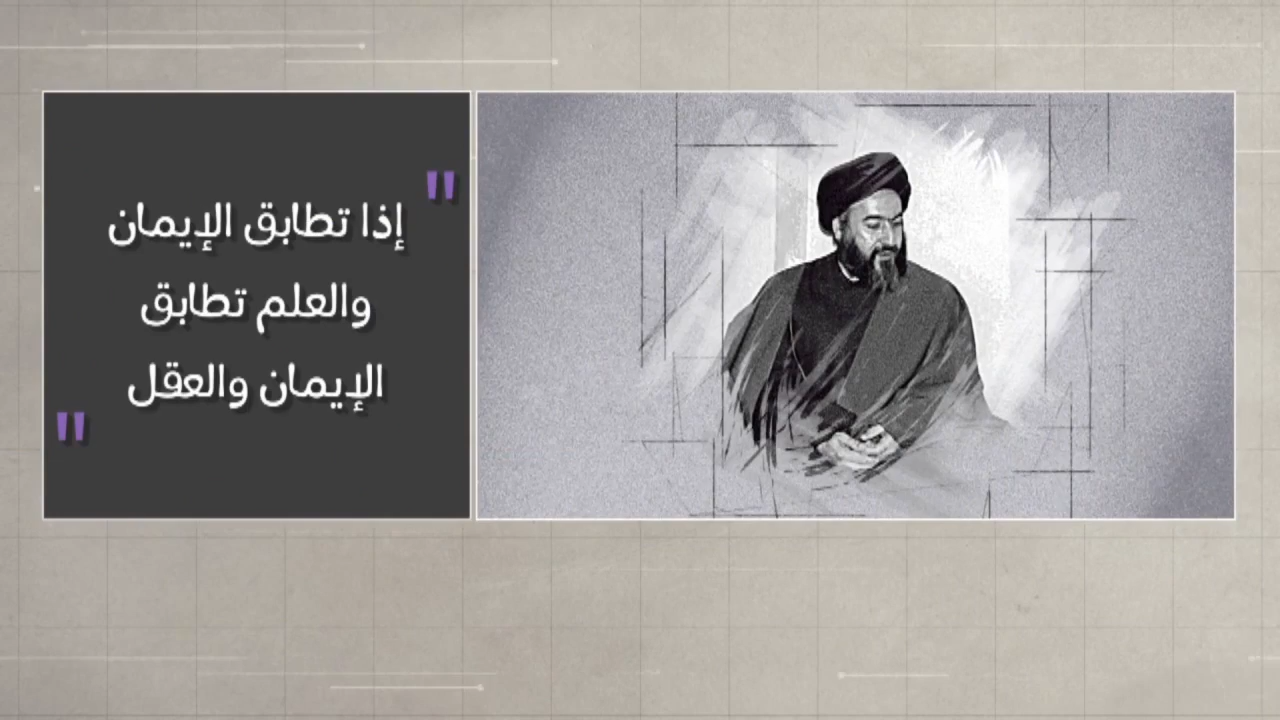 "إذا تطابق الإيمان
والعلم تطابق
الإيمان والعقل"